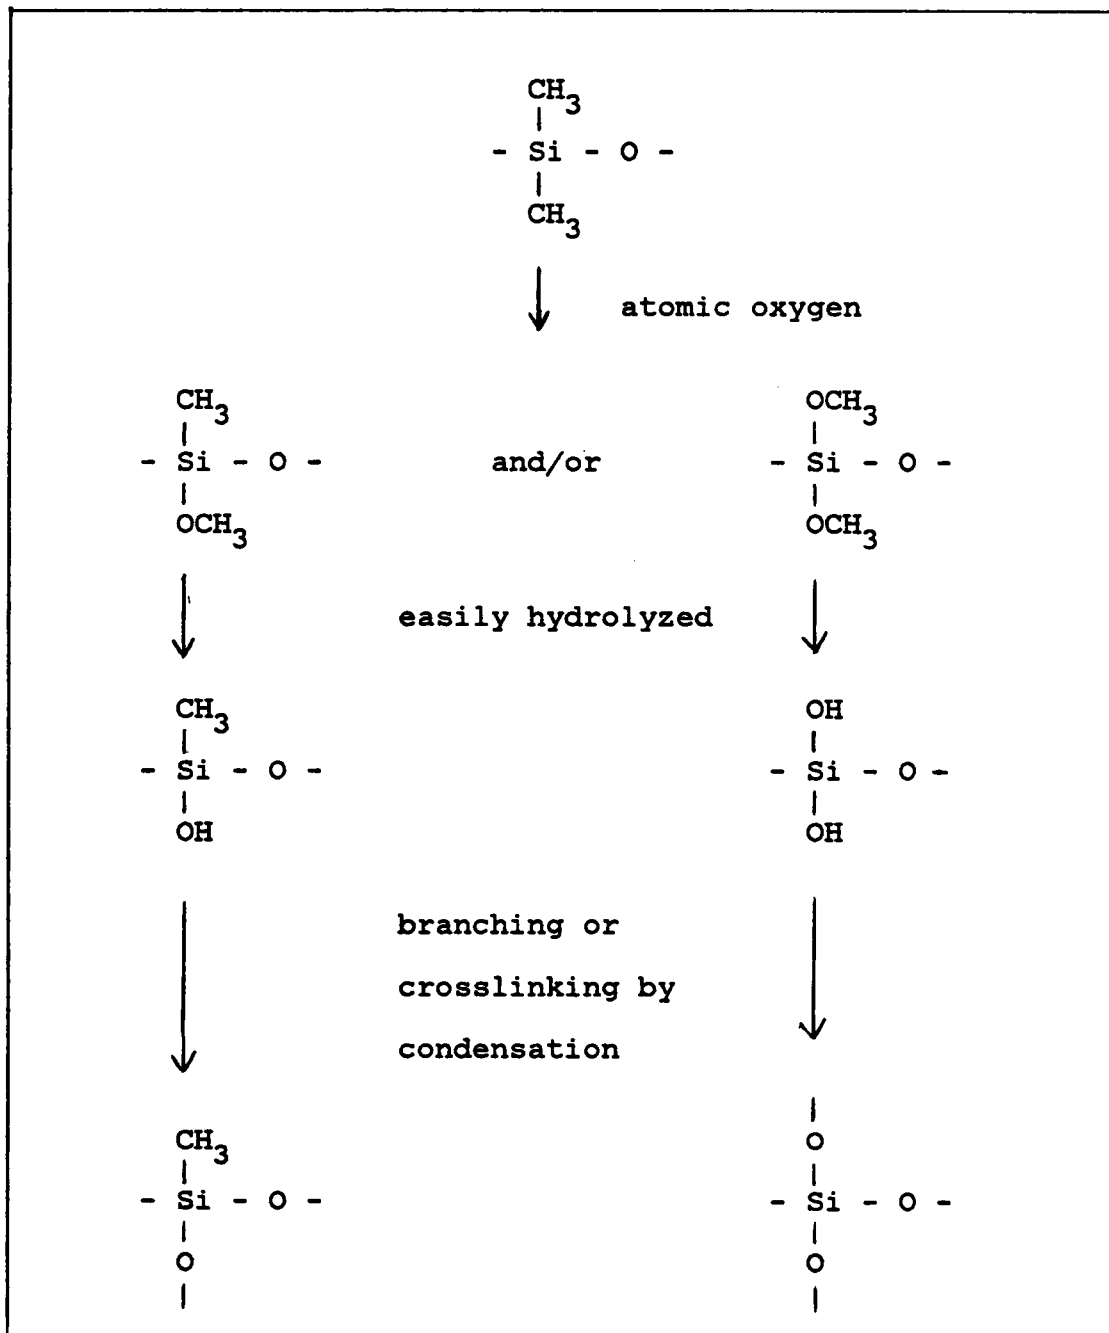 CH3
- Si - O -
CH3
atomic oxygen
CH3 OCH3
- Si - O - and/or - Si - O -
OCH3 OCH3
easily hydrolyzed
CH3 OH
- Si - O - - Si - O -
OH OH
branching or
crosslinking by
condensation
CH3 O
- Si - O - - Si - O -
O O